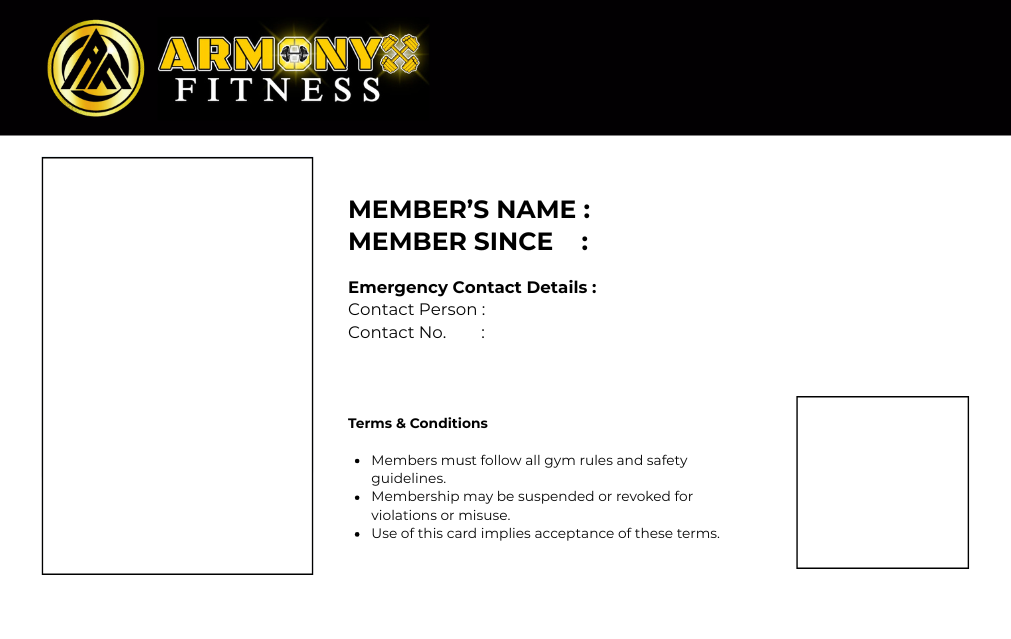 ARMONYX
FITNESS
MEMBER’S NAME :
MEMBER SINCE :
Emergency Contact Details :
Contact Person :
Contact No. :
Terms & Conditions
• Members must follow all gym rules and safety
guidelines.
• Membership may be suspended or revoked for
violations or misuse.
• Use of this card implies acceptance of these terms.